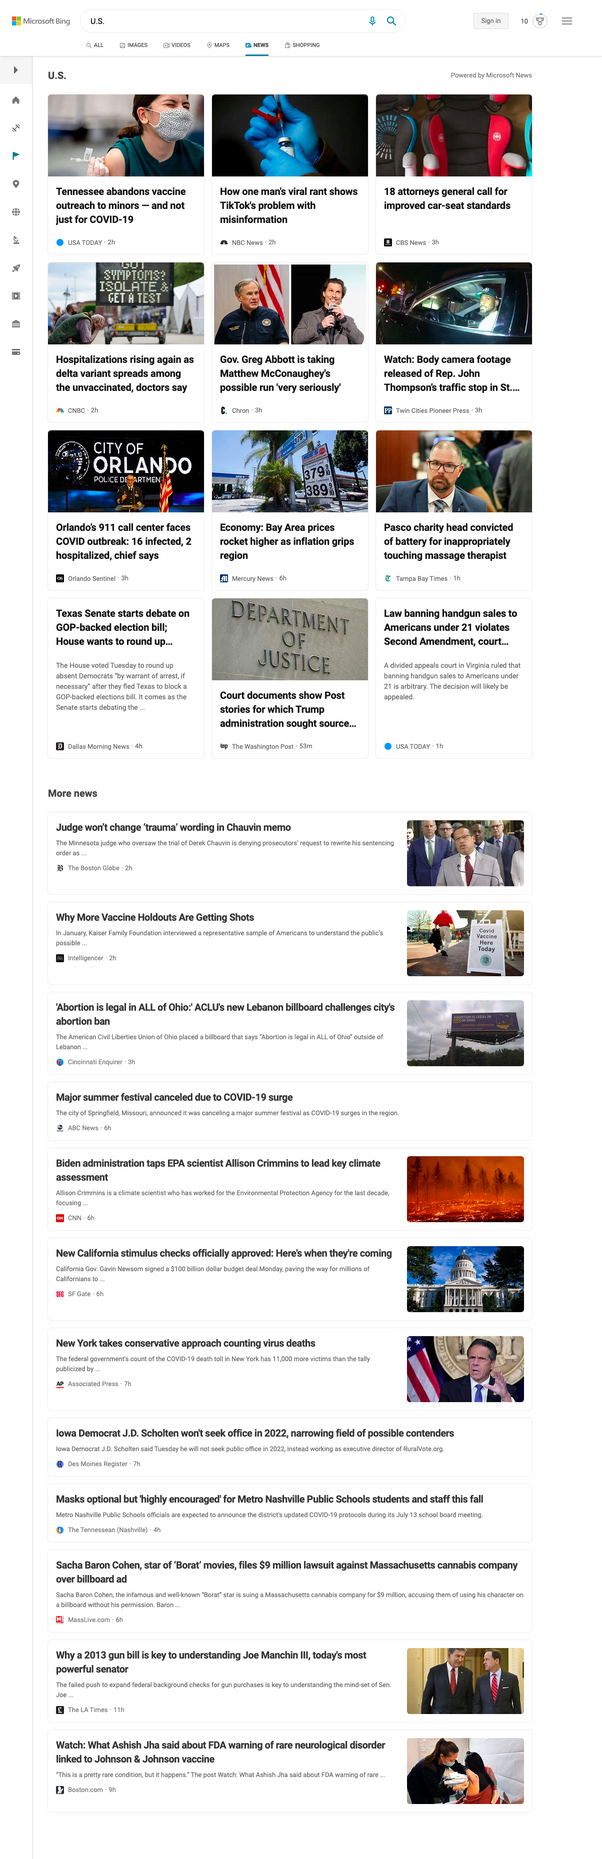 Microsoft Bing
U.S.
Sign in
10
ALL
IMAGES
VIDEOS
MAPS
NEWS
SHOPPING
U.S.
Powered by Microsoft News
Tennessee abandons vaccine
outreach to minors — and not
just for COVID-19
USA TODAY · 2h
How one man's viral rant shows
TikTok's problem with
misinformation
NBC News · 2h
18 attorneys general call for
improved car-seat standards
CBS News · 3h
GOT
SYMPTOMS?
ISOLATE &
GET A TEST
Hospitalizations rising again as
delta variant spreads among
the unvaccinated, doctors say
CNBC · 2h
Gov. Greg Abbott is taking
Matthew McConaughey's
possible run 'very seriously'
Chron · 3h
Watch: Body camera footage
released of Rep. John
Thompson's traffic stop in St....
Twin Cities Pioneer Press · 3h
CITY OF
ORLANDO
POLICE DEPARTMENT
Orlando's 911 call center faces
COVID outbreak: 16 infected, 2
hospitalized, chief says
Orlando Sentinel · 3h
379
389
Economy: Bay Area prices
rocket higher as inflation grips
region
Mercury News · 6h
Pasco charity head convicted
of battery for inappropriately
touching massage therapist
Tampa Bay Times · 1h
Texas Senate starts debate on
GOP-backed election bill;
House wants to round up...
The House voted Tuesday to round up
absent Democrats "by warrant of arrest, if
necessary" after they fled Texas to block a
GOP-backed elections bill. It comes as the
Senate starts debating the ...
Dallas Morning News · 4h
DEPARTMENT
OF
JUSTICE
Court documents show Post
stories for which Trump
administration sought source...
The Washington Post · 53m
Law banning handgun sales to
Americans under 21 violates
Second Amendment, court...
A divided appeals court in Virginia ruled that
banning handgun sales to Americans under
21 is arbitrary. The decision will likely be
appealed.
USA TODAY · 1h
More news
Judge won't change 'trauma' wording in Chauvin memo
The Minnesota judge who oversaw the trial of Derek Chauvin is denying prosecutors' request to rewrite his sentencing
order as ...
The Boston Globe · 2h
Why More Vaccine Holdouts Are Getting Shots
In January, Kaiser Family Foundation interviewed a representative sample of Americans to understand the public's
possible ...
Intelligencer · 2h
Covid
Vaccine
Here
Today
'Abortion is legal in ALL of Ohio:' ACLU's new Lebanon billboard challenges city's
abortion ban
The American Civil Liberties Union of Ohio placed a billboard that says "Abortion is legal in ALL of Ohio" outside of
Lebanon ...
Cincinnati Enquirer · 3h
Major summer festival canceled due to COVID-19 surge
The city of Springfield, Missouri, announced it was canceling a major summer festival as COVID-19 surges in the region.
ABC News · 6h
Biden administration taps EPA scientist Allison Crimmins to lead key climate
assessment
Allison Crimmins is a climate scientist who has worked for the Environmental Protection Agency for the last decade,
focusing ...
CNN · 6h
New California stimulus checks officially approved: Here's when they're coming
California Gov. Gavin Newsom signed a $100 billion dollar budget deal Monday, paving the way for millions of
Californians to ...
SF Gate · 6h
New York takes conservative approach counting virus deaths
The federal government's count of the COVID-19 death toll in New York has 11,000 more victims than the tally
publicized by ...
AP
Associated Press · 7h
Iowa Democrat J.D. Scholten won't seek office in 2022, narrowing field of possible contenders
Iowa Democrat J.D. Scholten said Tuesday he will not seek public office in 2022, instead working as executive director of RuralVote.org.
Des Moines Register · 7h
Masks optional but 'highly encouraged' for Metro Nashville Public Schools students and staff this fall
Metro Nashville Public Schools officials are expected to announce the district's updated COVID-19 protocols during its July 13 school board meeting.
The Tennessean (Nashville) · 4h
Sacha Baron Cohen, star of 'Borat' movies, files $9 million lawsuit against Massachusetts cannabis company
over billboard ad
Sacha Baron Cohen, the infamous and well-known "Borat" star is suing a Massachusetts cannabis company for $9 million, accusing them of using his character on
a billboard without his permission. Baron ...
MassLive.com · 6h
Why a 2013 gun bill is key to understanding Joe Manchin III, today's most
powerful senator
The failed push to expand federal background checks for gun purchases is key to understanding the mind-set of Sen.
Joe ...
The LA Times · 11h
Watch: What Ashish Jha said about FDA warning of rare neurological disorder
linked to Johnson & Johnson vaccine
"This is a pretty rare condition, but it happens." The post Watch: What Ashish Jha said about FDA warning of rare ...
Boston.com · 9h